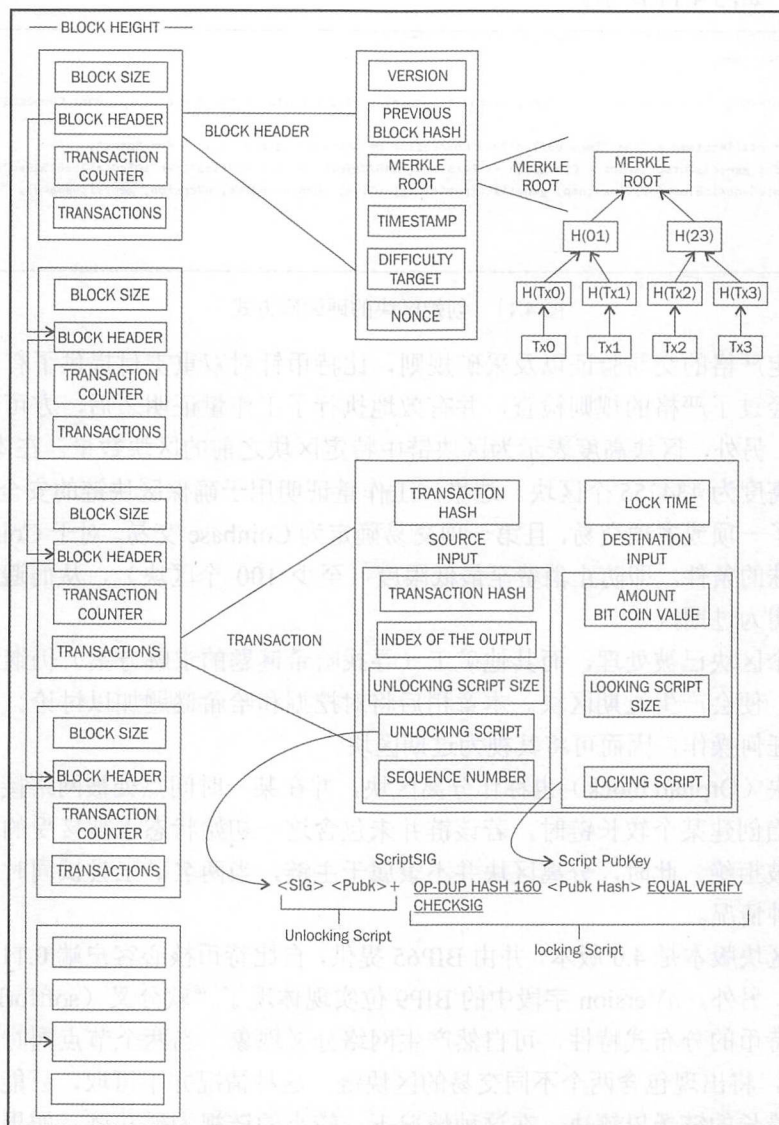 BLOCK HEIGHT
BLOCK SIZE
BLOCK HEADER
TRANSACTION
COUNTER
TRANSACTIONS
BLOCK HEADER
VERSION
PREVIOUS
BLOCK HASH
MERKLE
ROOT
TIMESTAMP
DIFFICULTY
TARGET
NONCE
MERKLE
ROOT
MERKLE
ROOT
H(01)
H(23)
H(Tx0)
H(Tx1)
H(Tx2)
H(Tx3)
Tx0
Tx1
Tx2
Tx3
BLOCK SIZE
BLOCK HEADER
TRANSACTION
COUNTER
TRANSACTIONS
BLOCK SIZE
BLOCK HEADER
TRANSACTION
COUNTER
TRANSACTIONS
TRANSACTION
TRANSACTION
HASH
SOURCE
INPUT
TRANSACTION HASH
INDEX OF THE OUTPUT
UNLOCKING SCRIPT SIZE
UNLOCKING SCRIPT
SEQUENCE NUMBER
LOCK TIME
DESTINATION
INPUT
AMOUNT
BIT COIN VALUE
LOOKING SCRIPT
SIZE
LOCKING SCRIPT
BLOCK SIZE
BLOCK HEADER
TRANSACTION
COUNTER
TRANSACTIONS
ScriptSIG
Script PubKey
<SIG> <Pubk> OP-DUP HASH 160 <Pubk Hash> EQUAL VERIFY
CHECKSIG
Unlocking Script
locking Script